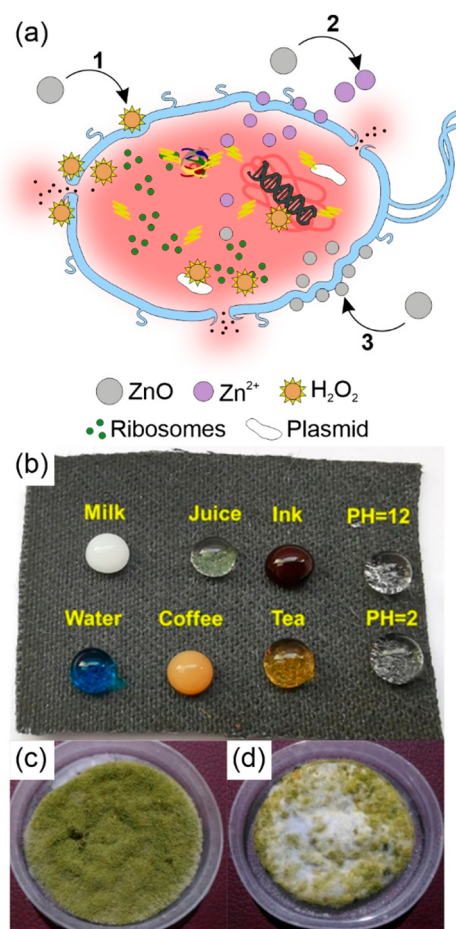 (a)
1
2
3
ZnO Zn²⁺ H₂O₂
Ribosomes Plasmid
(b)
Milk Juice Ink PH=12
Water Coffee Tea PH=2
(c) (d)